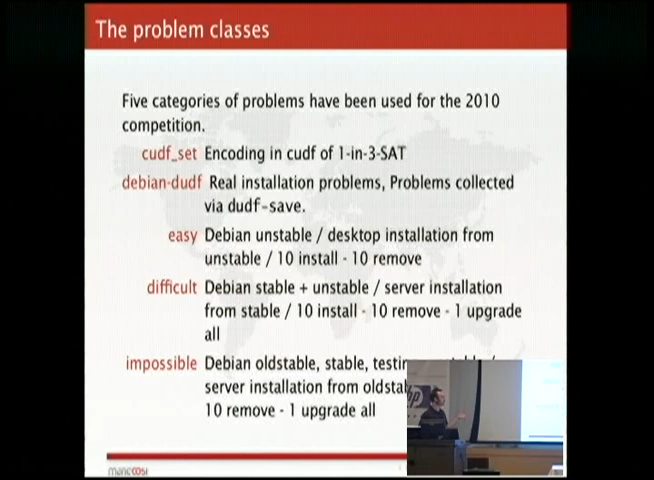 The problem classes
Five categories of problems have been used for the 2010
competition.
cudf_set Encoding in cudf of 1-in-3-SAT
debian-dudf Real installation problems, Problems collected
via dudf-save.
easy Debian unstable / desktop installation from
unstable / 10 install - 10 remove
difficult Debian stable + unstable / server installation
from stable / 10 install - 10 remove - 1 upgrade
all
impossible Debian oldstable, stable,
server installation from
10 remove - 1 upgrade all
mancoosi
hp